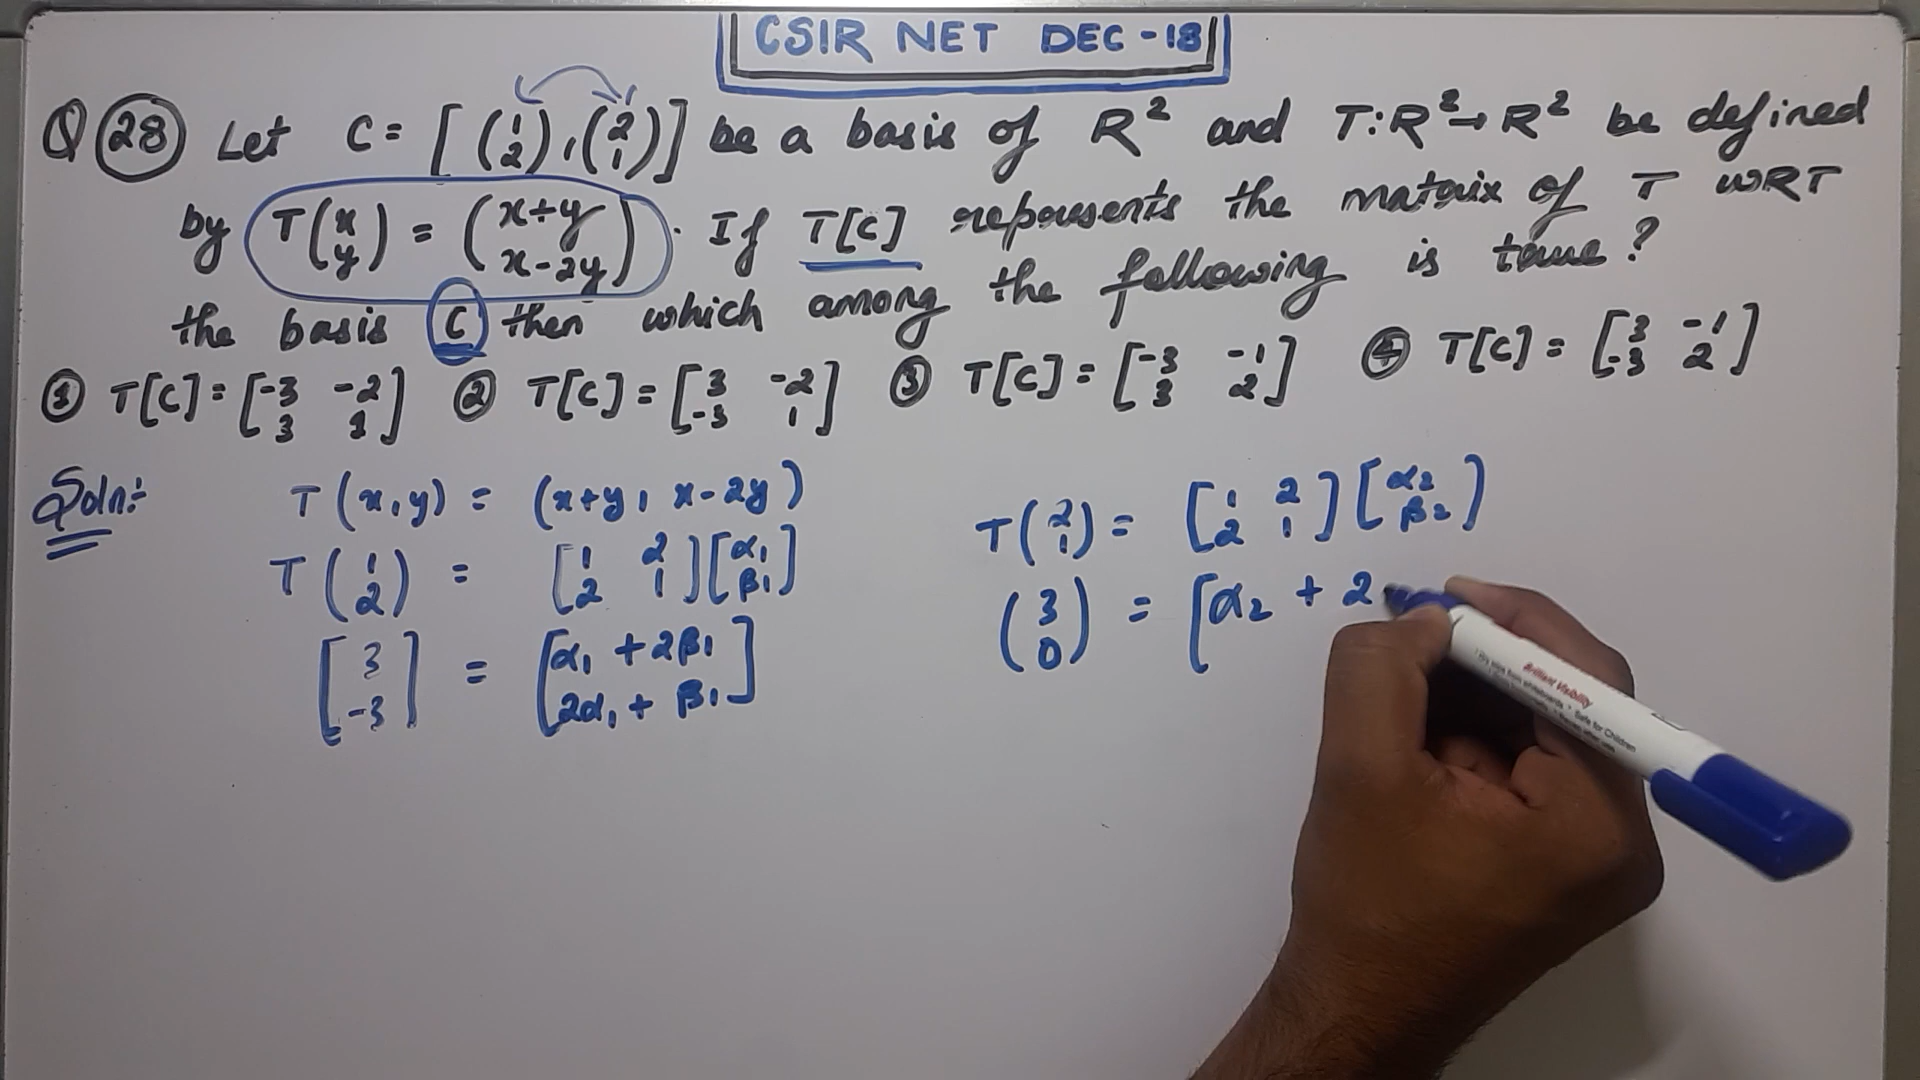 CSIR NET DEC-18
Q 28 Let C = [(1 2), (2 1)] be a basis of R² and T: R² → R² be defined
by T(x y) = (x+y x-2y). If T[C] represents the matrix of T WRT
the basis C then which among the following is true?
① T[C] = [-3 -2 3 1] ② T[C] = [3 -2 -3 1] ③ T[C] = [-3 -1 3 2] ④ T[C] = [3 -1 -3 2]
Soln:-
T(x,y) = (x+y, x-2y)
T(1 2) = [1 2 2 1][α₁ β₁]
[3 -3] = [α₁ + 2β₁ 2α₁ + β₁]
T(2 1) = [1 2 2 1][α₂ β₂]
(3 0) = [α₂ + 2
Brilliant Visibility